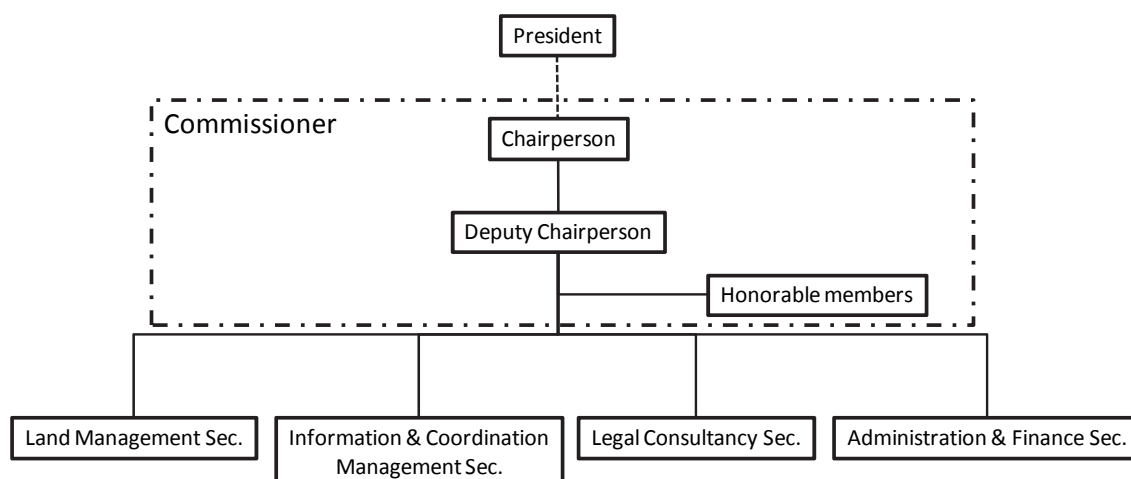 President
Commissioner
Chairperson
Deputy Chairperson
Honorable members
Land Management Sec.
Information & Coordination
Management Sec.
Legal Consultancy Sec.
Administration & Finance Sec.